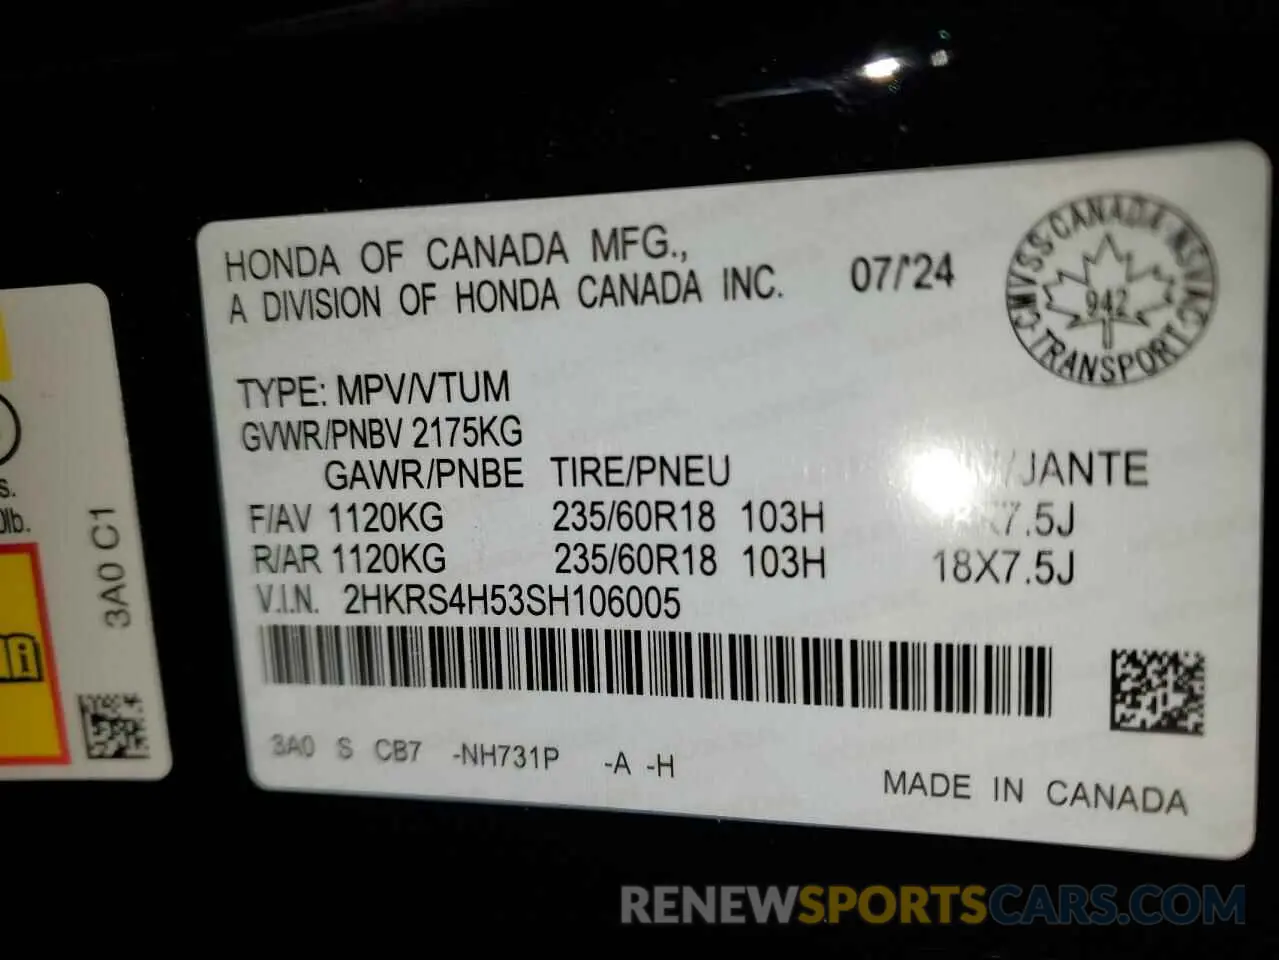 HONDA OF CANADA MFG.,
A DIVISION OF HONDA CANADA INC.
07/'24
CMVSS·CANADA·NSVAC·TRANSPORT·
942
TYPE: MPV/VTUM
GVWR/PNBV 2175KG
GAWR/PNBE TIRE/PNEU /JANTE
F/AV 1120KG 235/60R18 103H X7.5J
R/AR 1120KG 235/60R18 103H 18X7.5J
V.I.N. 2HKRS4H53SH106005
3A0 S CB7 -NH731P -A -H
MADE IN CANADA
s.
0lb.
3A0 C1
RENEWSPORTSCARS.COM